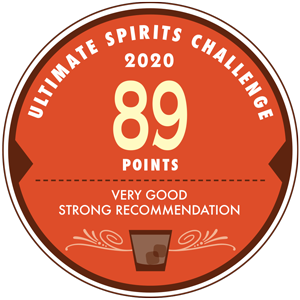 ULTIMATE SPIRITS CHALLENGE
2020
89
POINTS
VERY GOOD
STRONG RECOMMENDATION